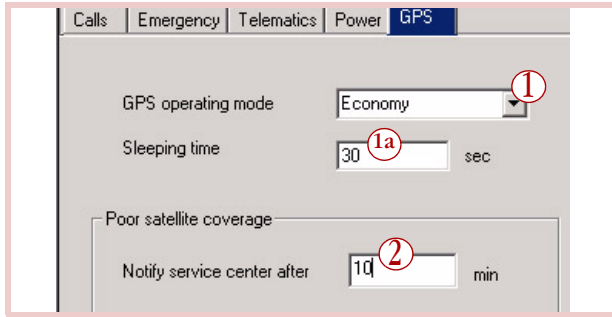 Calls Emergency Telematics Power GPS
GPS operating mode Economy 1
Sleeping time 30 1a sec
Poor satellite coverage
Notify service center after 10 2 min